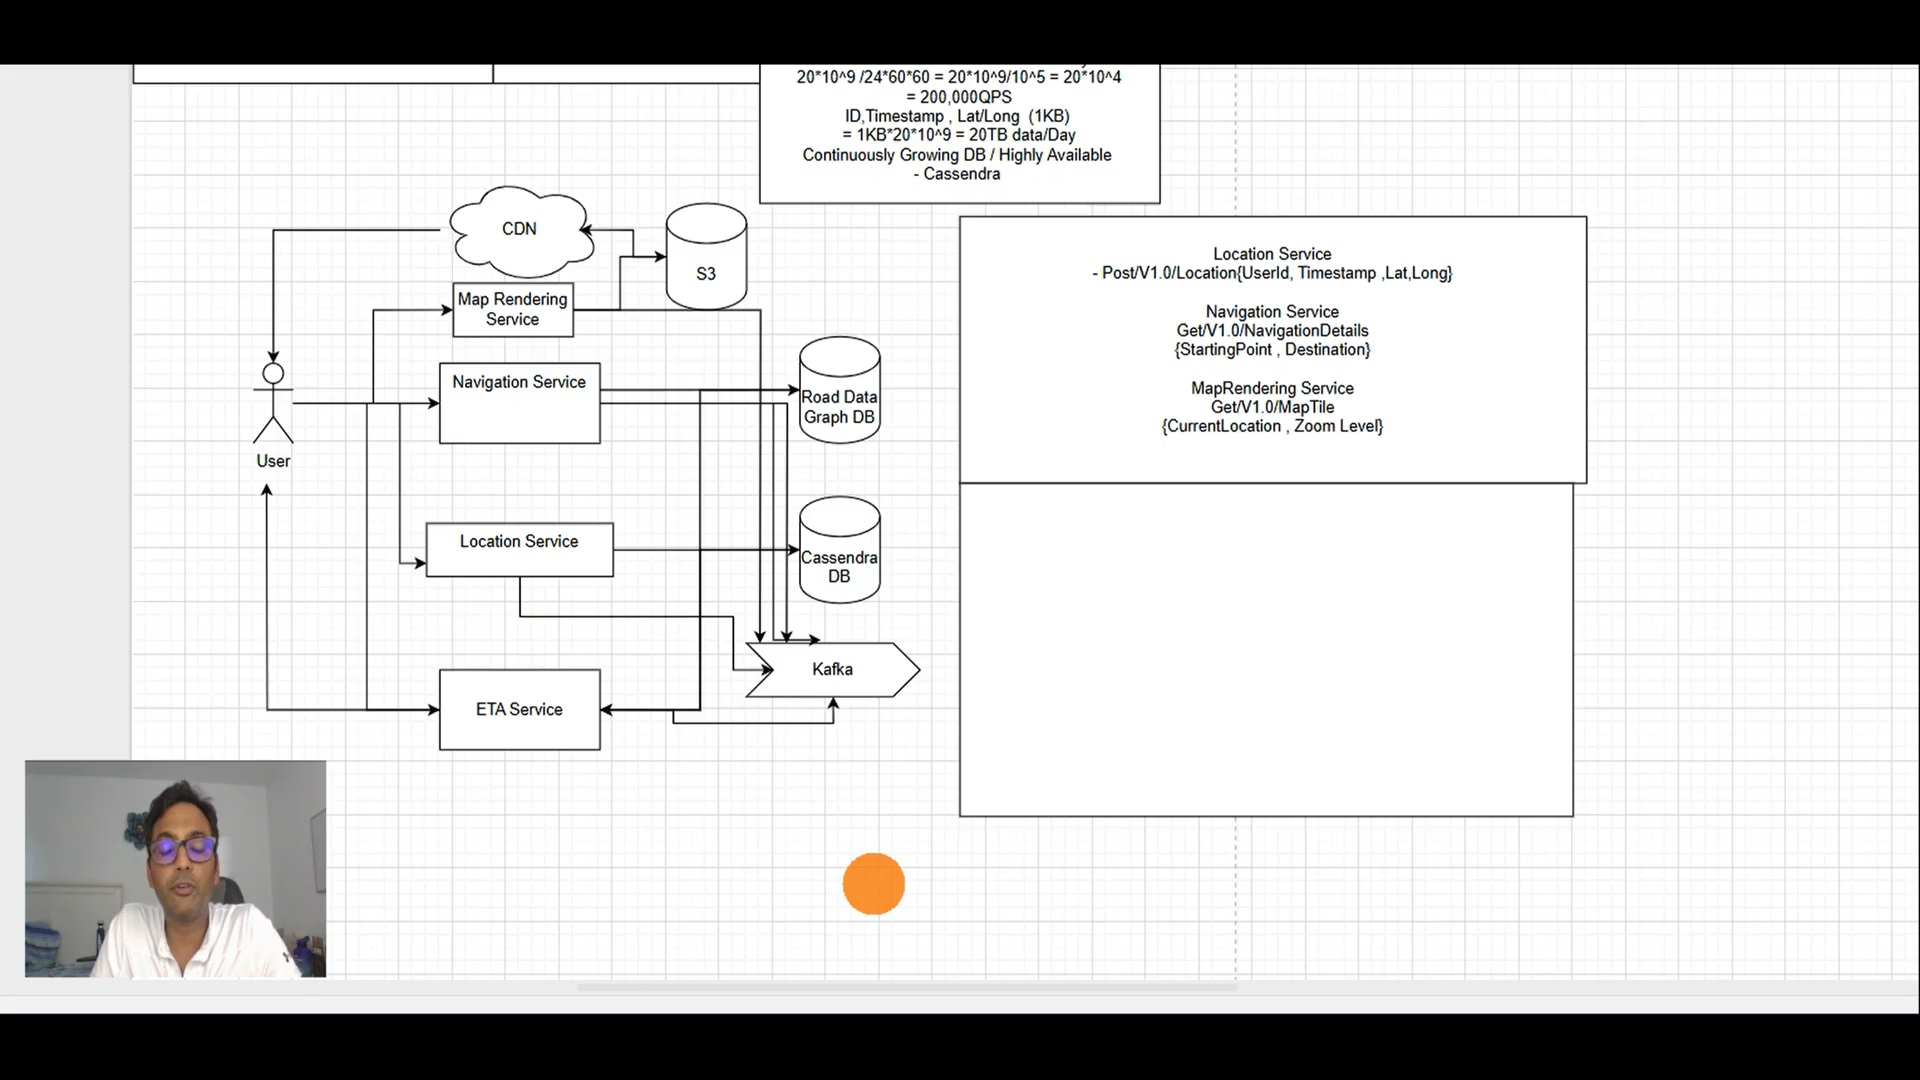 20*10^9 /24*60*60 = 20*10^9/10^5 = 20*10^4
= 200,000QPS
ID,Timestamp , Lat/Long (1KB)
= 1KB*20*10^9 = 20TB data/Day
Continuously Growing DB / Highly Available
- Cassendra
CDN
S3
Map Rendering
Service
Navigation Service
Road Data
Graph DB
User
Location Service
Cassendra
DB
Kafka
ETA Service
Location Service
- Post/V1.0/Location{UserId, Timestamp ,Lat,Long}
Navigation Service
Get/V1.0/NavigationDetails
{StartingPoint , Destination}
MapRendering Service
Get/V1.0/MapTile
{CurrentLocation , Zoom Level}